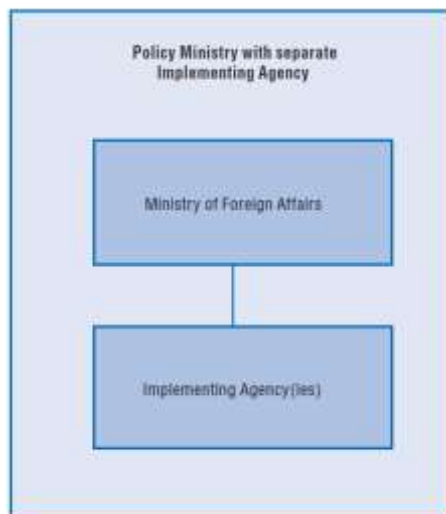 Policy Ministry with separate
Implementing Agency
Ministry of Foreign Affairs
Implementing Agency(ies)